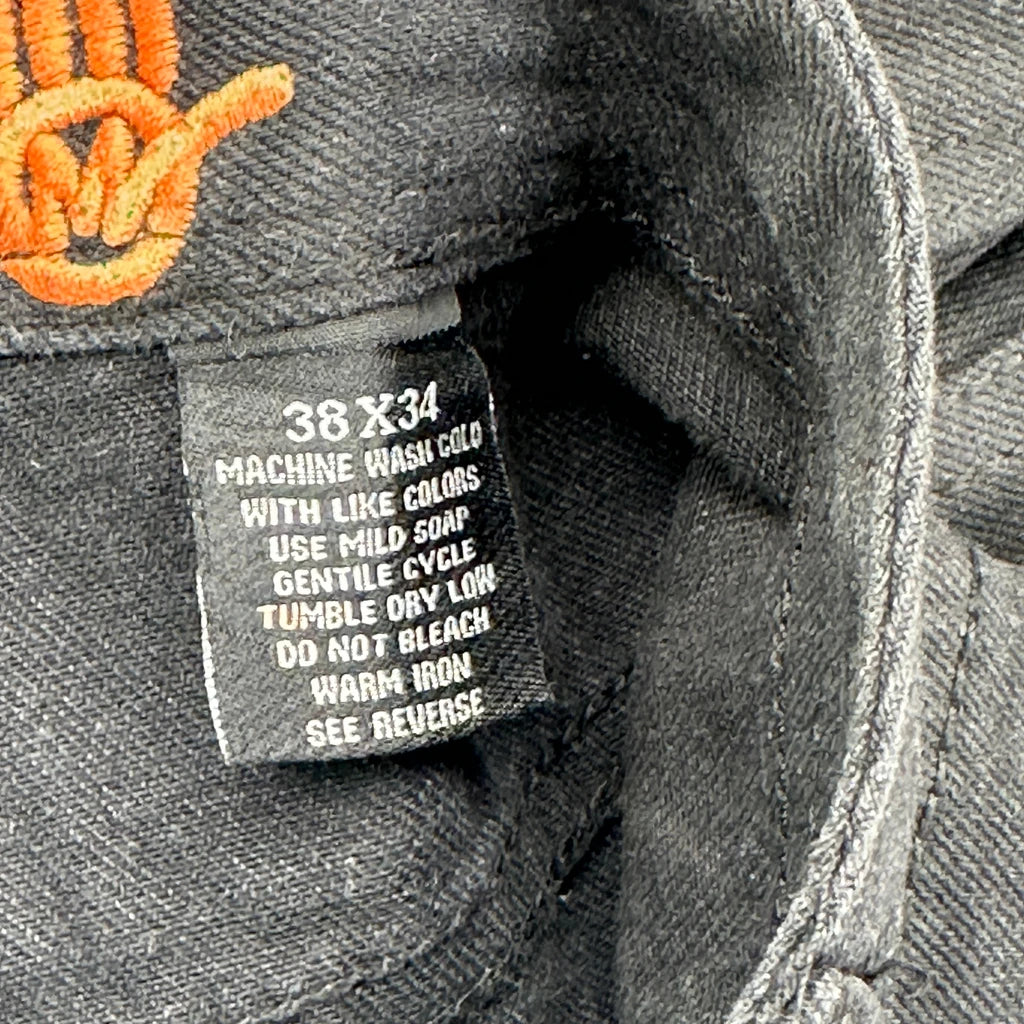 38 X 34
MACHINE WASH COLD
WITH LIKE COLORS
USE MILD SOAP
GENTILE CYCLE
TUMBLE DRY LOW
DO NOT BLEACH
WARM IRON
SEE REVERSE